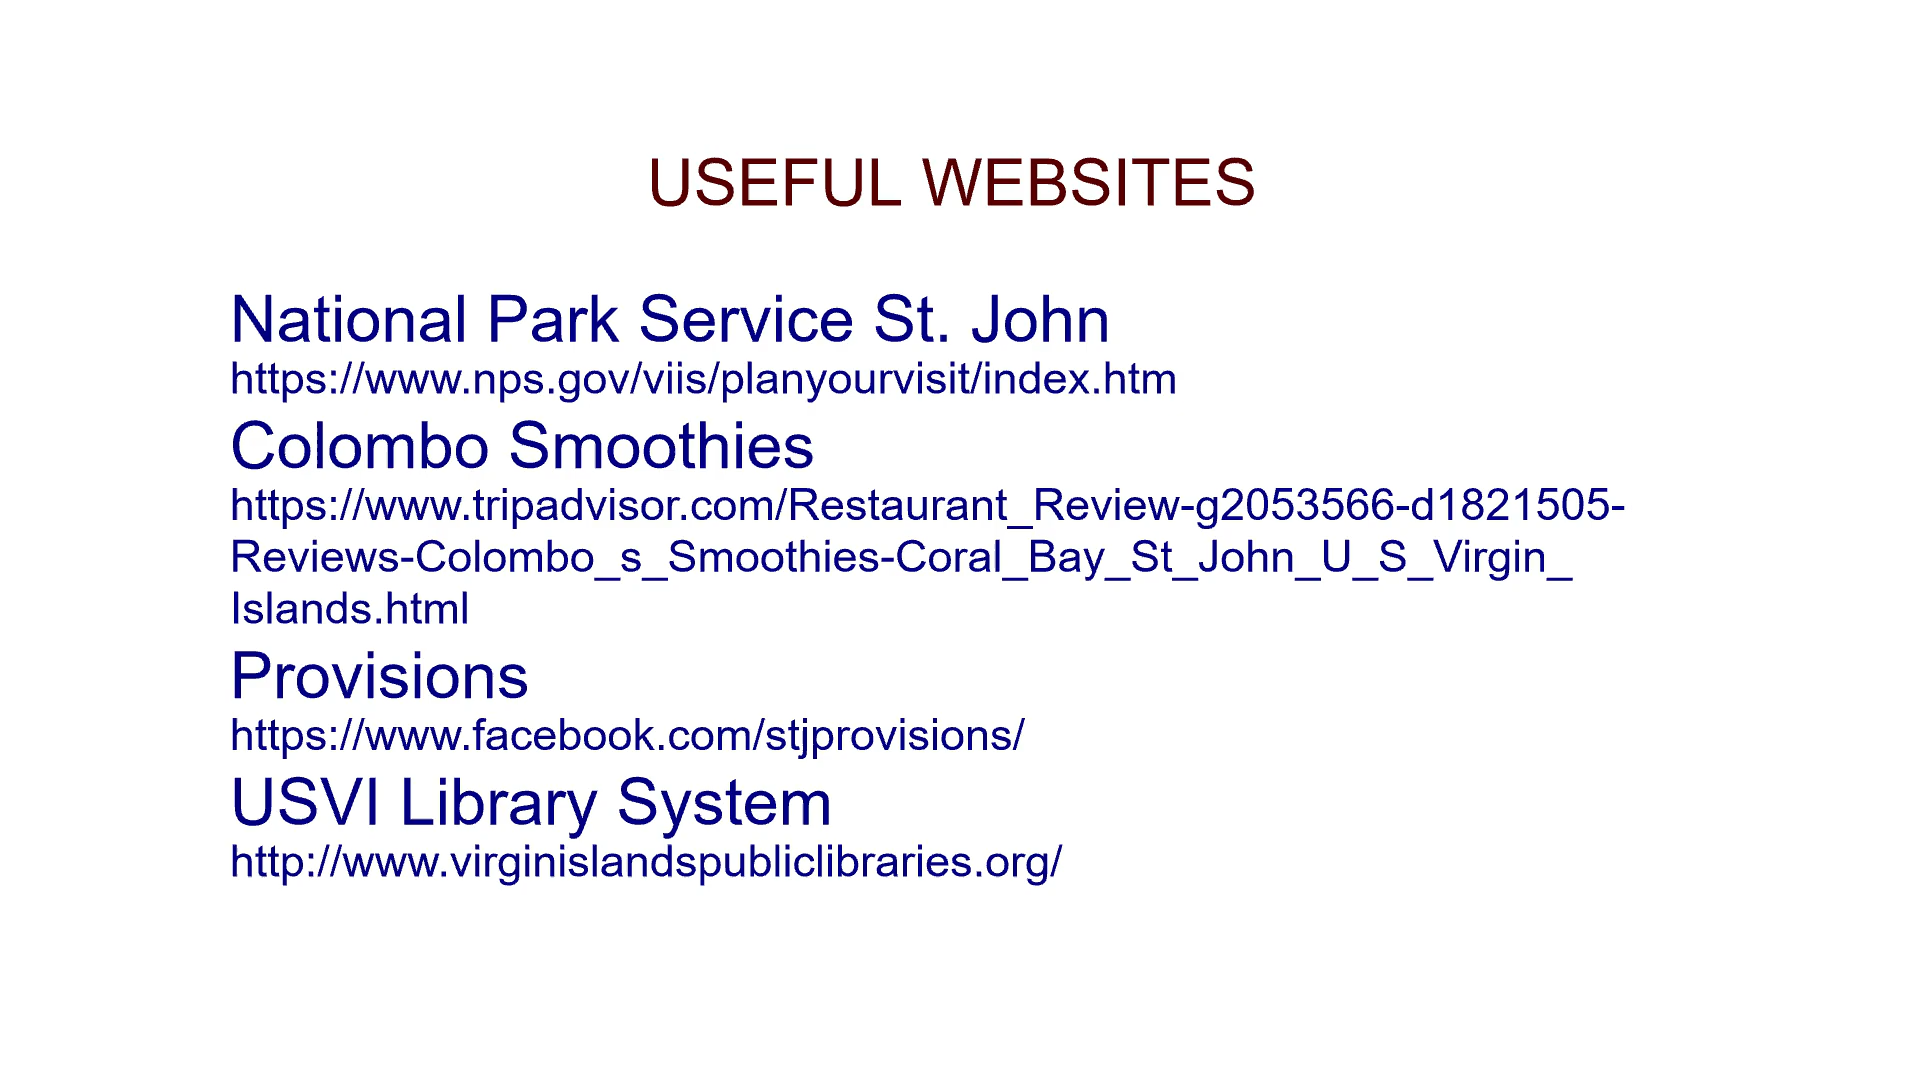 USEFUL WEBSITES
National Park Service St. John
https://www.nps.gov/viis/planyourvisit/index.htm
Colombo Smoothies
https://www.tripadvisor.com/Restaurant_Review-g2053566-d1821505-
Reviews-Colombo_s_Smoothies-Coral_Bay_St_John_U_S_Virgin_
Islands.html
Provisions
https://www.facebook.com/stjprovisions/
USVI Library System
http://www.virginislandspubliclibraries.org/